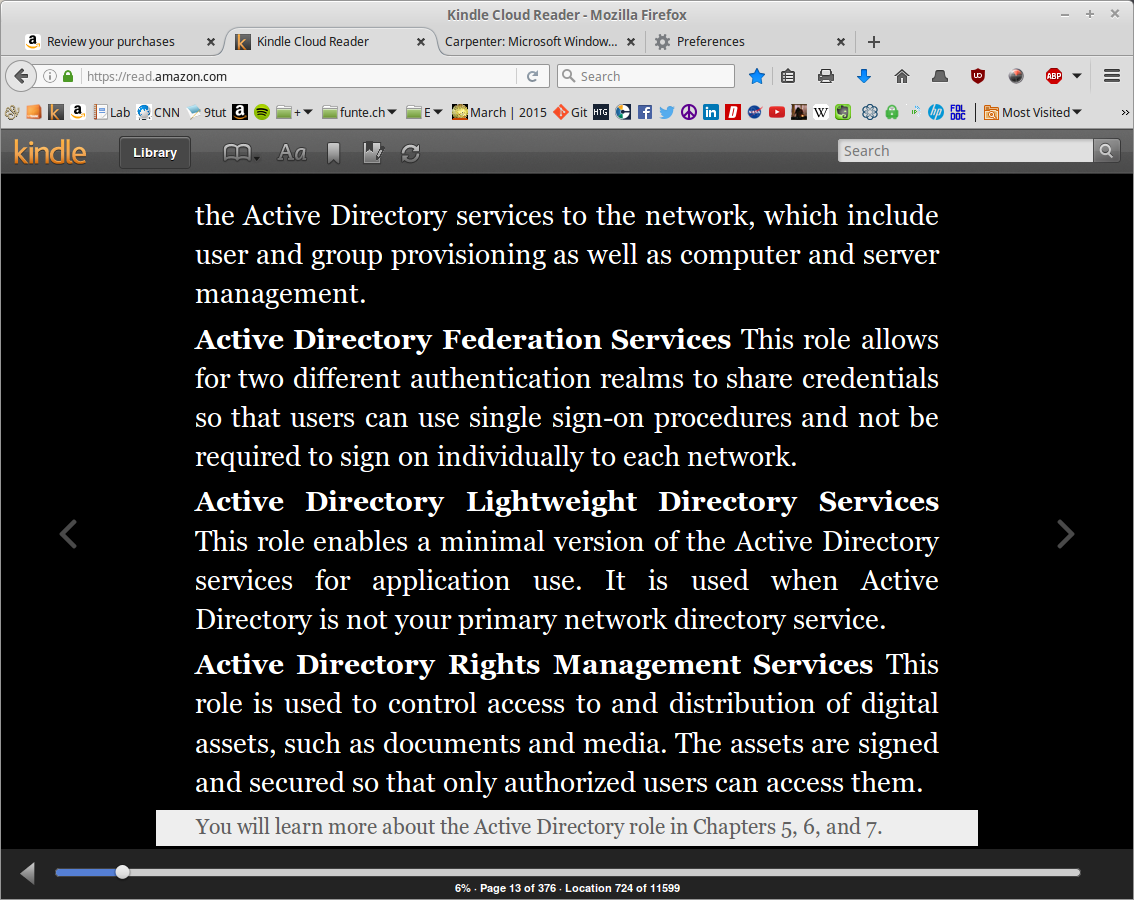 Kindle Cloud Reader - Mozilla Firefox
Review your purchases
Kindle Cloud Reader
Carpenter: Microsoft Window...
Preferences
https://read.amazon.com
Search
UD
ABP
Lab
CNN
9tut
+
funte.ch
E
March | 2015
Git
HTG
W
hp
FOL
DOC
Most Visited
»
kindle
Library
Aa
Search
the Active Directory services to the network, which include
user and group provisioning as well as computer and server
management.
Active Directory Federation Services This role allows
for two different authentication realms to share credentials
so that users can use single sign-on procedures and not be
required to sign on individually to each network.
Active Directory Lightweight Directory Services
This role enables a minimal version of the Active Directory
services for application use. It is used when Active
Directory is not your primary network directory service.
Active Directory Rights Management Services This
role is used to control access to and distribution of digital
assets, such as documents and media. The assets are signed
and secured so that only authorized users can access them.
You will learn more about the Active Directory role in Chapters 5, 6, and 7.
6% · Page 13 of 376 · Location 724 of 11599